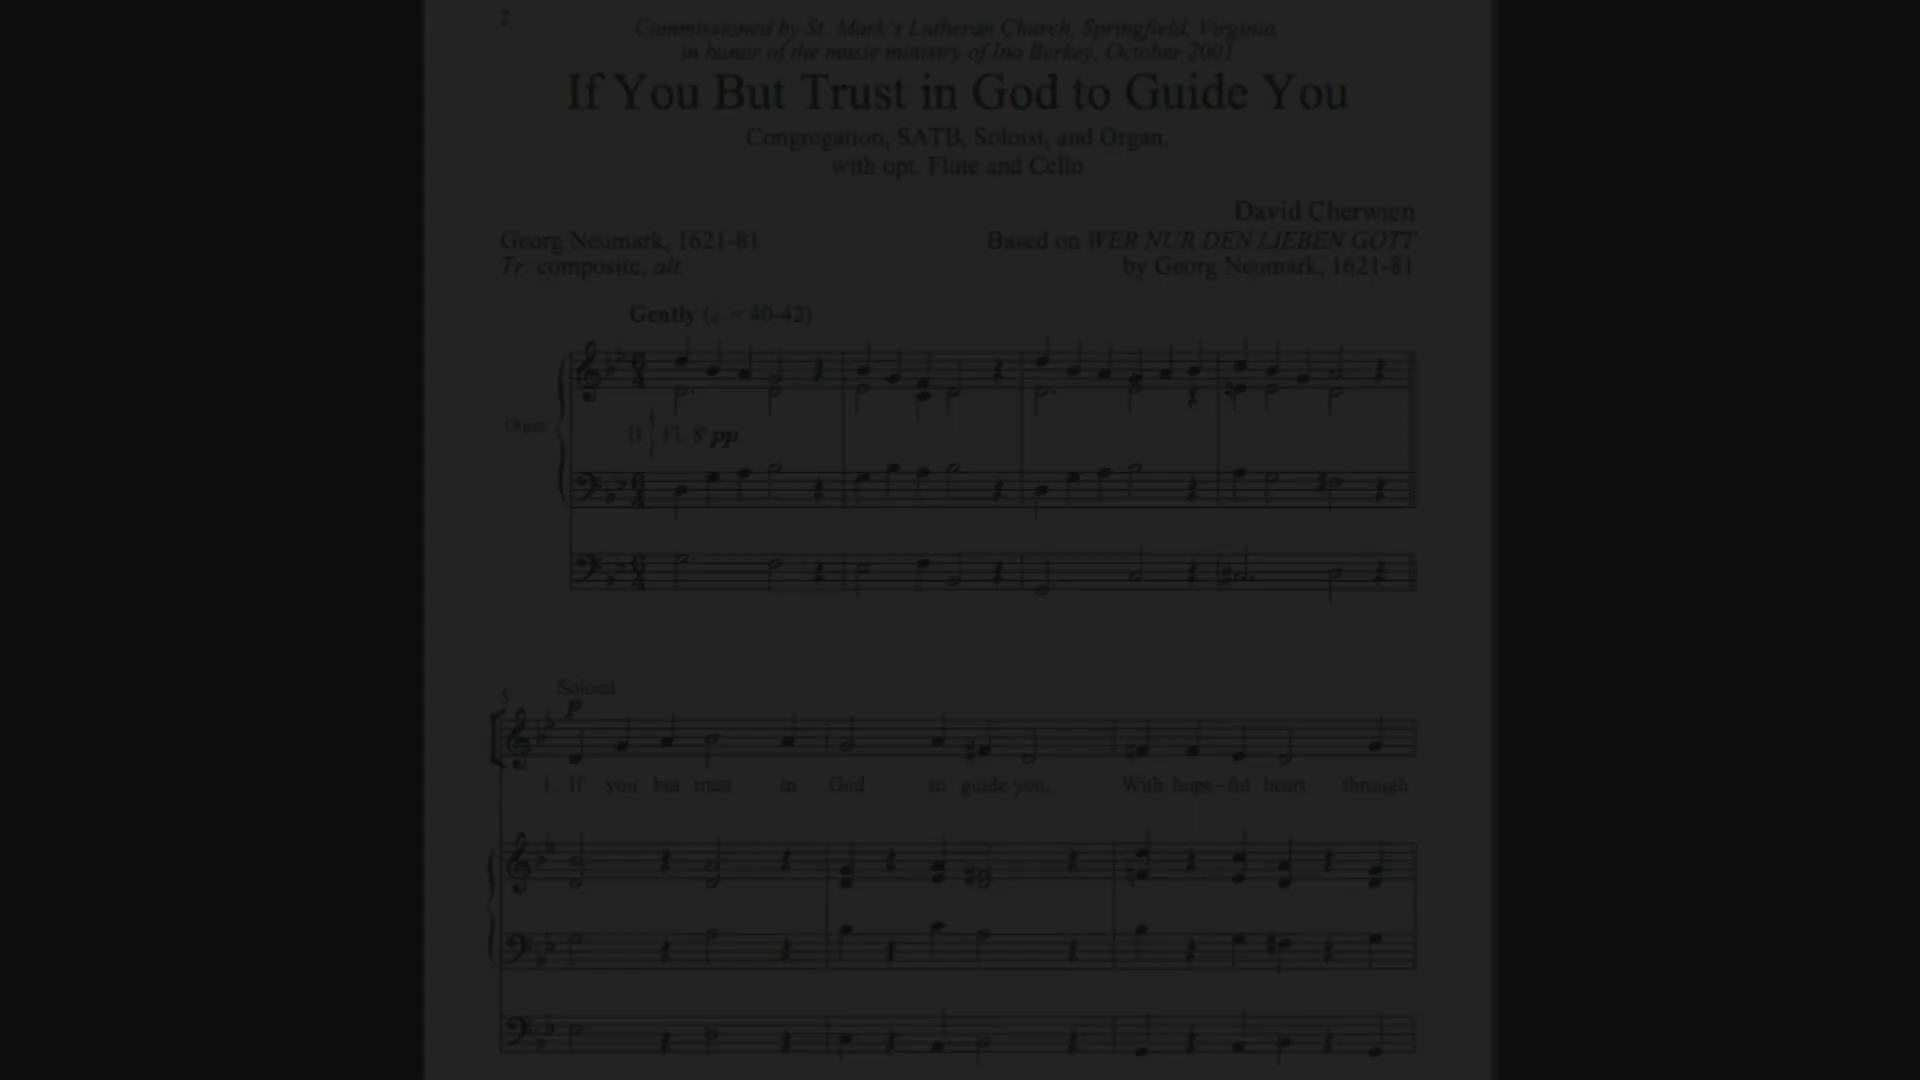 2
Commissioned by St. Mark's Lutheran Church, Springfield, Virginia,
in honor of the music ministry of Ina Berkey, October 2001
If You But Trust in God to Guide You
Congregation, SATB, Soloist, and Organ,
with opt. Flute and Cello
David Cherwien
Georg Neumark, 1621-81
Based on WER NUR DEN LIEBEN GOTT
Tr. composite, alt.
by Georg Neumark, 1621-81
Gently ( = 40-42)
Organ
II Fl. 8' pp
5
Soloist
p
1. If you but trust in God to guide you, With hope-ful heart through